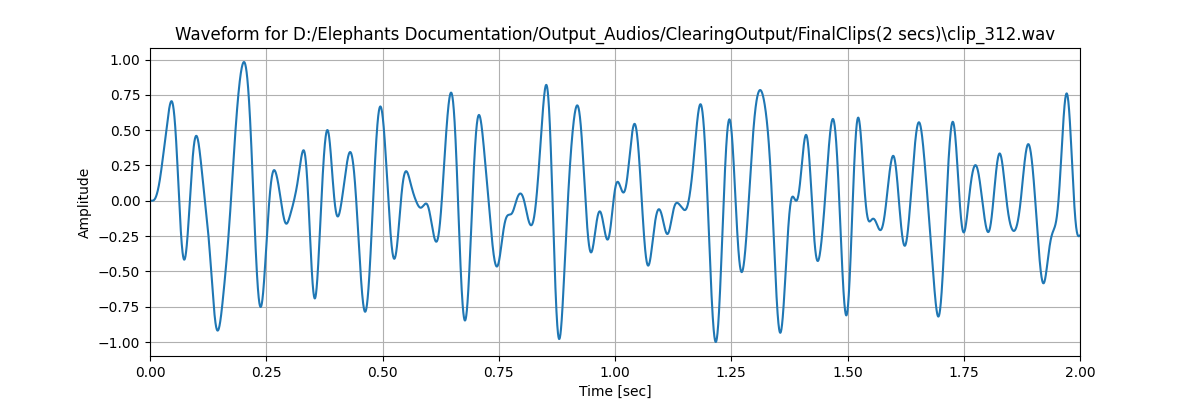 Waveform for D:/Elephants Documentation/Output_Audios/ClearingOutput/FinalClips(2 secs)\clip_312.wav
1.00
0.75
0.50
0.25
0.00
−0.25
−0.50
−0.75
−1.00
Amplitude
0.00 0.25 0.50 0.75 1.00 1.25 1.50 1.75 2.00
Time [sec]